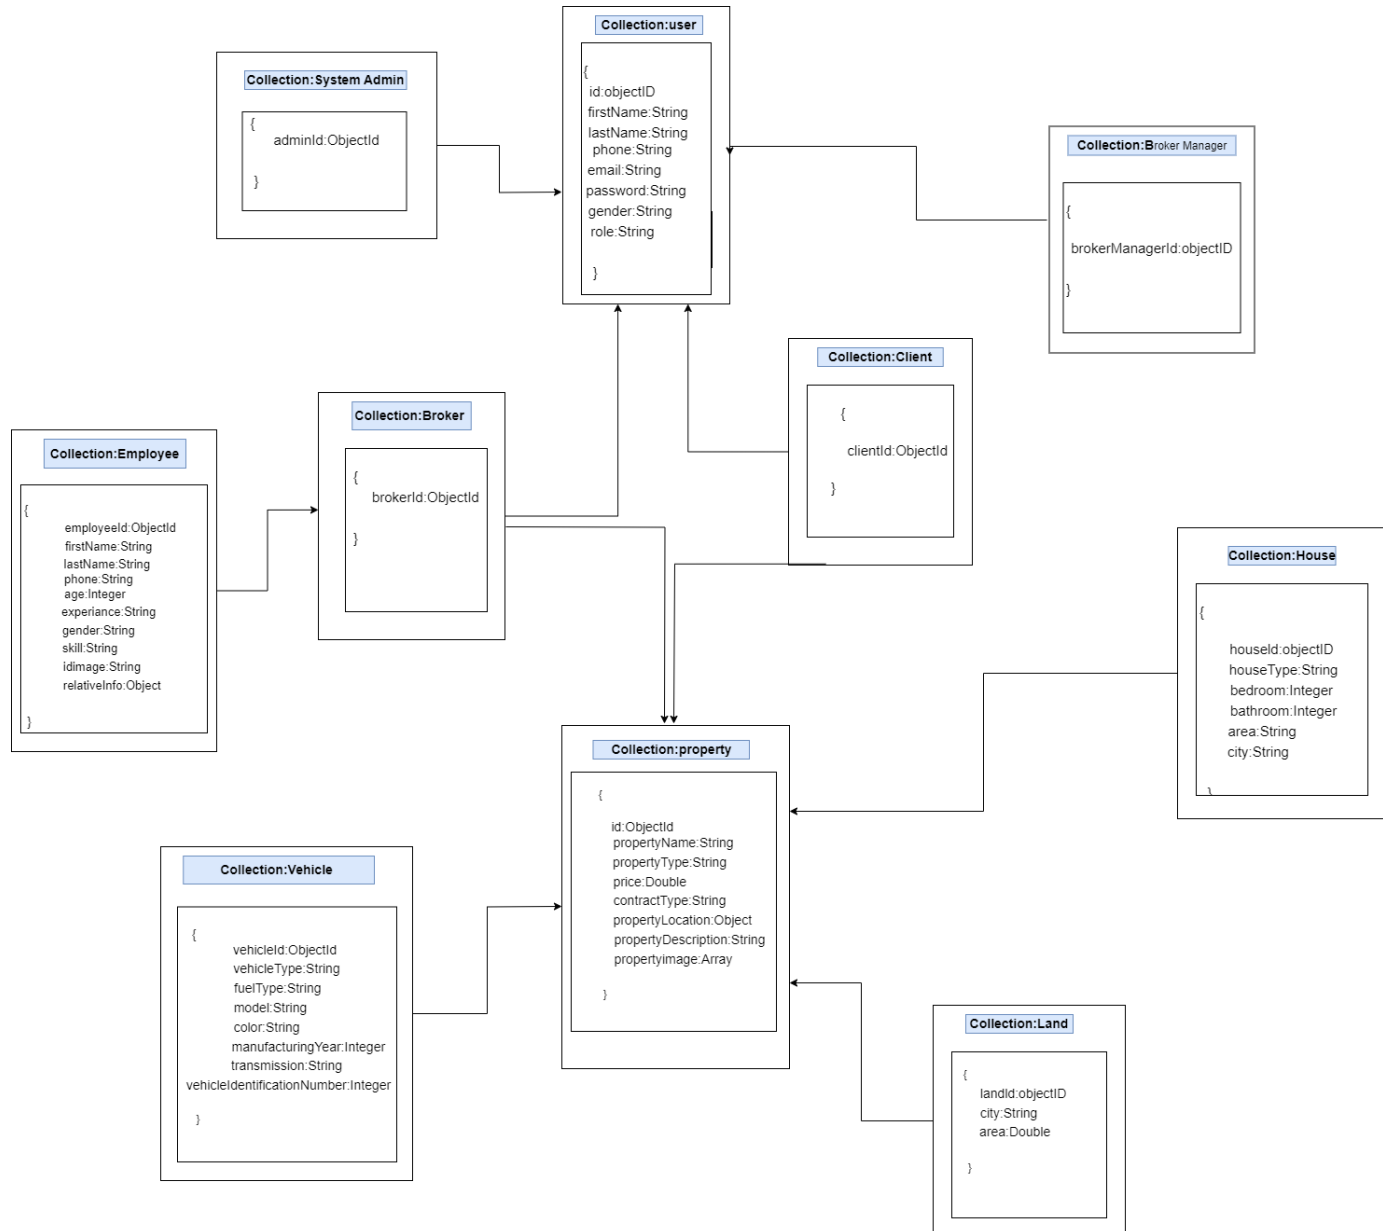 Collection:user
{
id:objectID
firstName:String
lastName:String
phone:String
email:String
password:String
gender:String
role:String
}
Collection:System Admin
{
adminId:ObjectId
}
Collection:Broker Manager
{
brokerManagerId:objectID
}
Collection:Client
{
clientId:ObjectId
}
Collection:Broker
{
brokerId:ObjectId
}
Collection:Employee
{
employeeId:ObjectId
firstName:String
lastName:String
phone:String
age:Integer
experiance:String
gender:String
skill:String
idimage:String
relativeInfo:Object
}
Collection:House
{
houseId:objectID
houseType:String
bedroom:Integer
bathroom:Integer
area:String
city:String
}
Collection:property
{
id:ObjectId
propertyName:String
propertyType:String
price:Double
contractType:String
propertyLocation:Object
propertyDescription:String
propertyimage:Array
}
Collection:Vehicle
{
vehicleId:ObjectId
vehicleType:String
fuelType:String
model:String
color:String
manufacturingYear:Integer
transmission:String
vehicleIdentificationNumber:Integer
}
Collection:Land
{
landId:objectID
city:String
area:Double
}